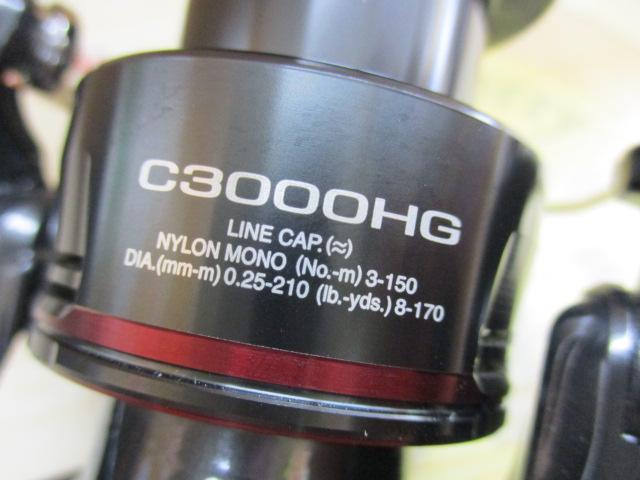 C3000HG
LINE CAP.(≈)
NYLON MONO (No.-m) 3-150
DIA.(mm-m) 0.25-210 (lb.-yds.) 8-170